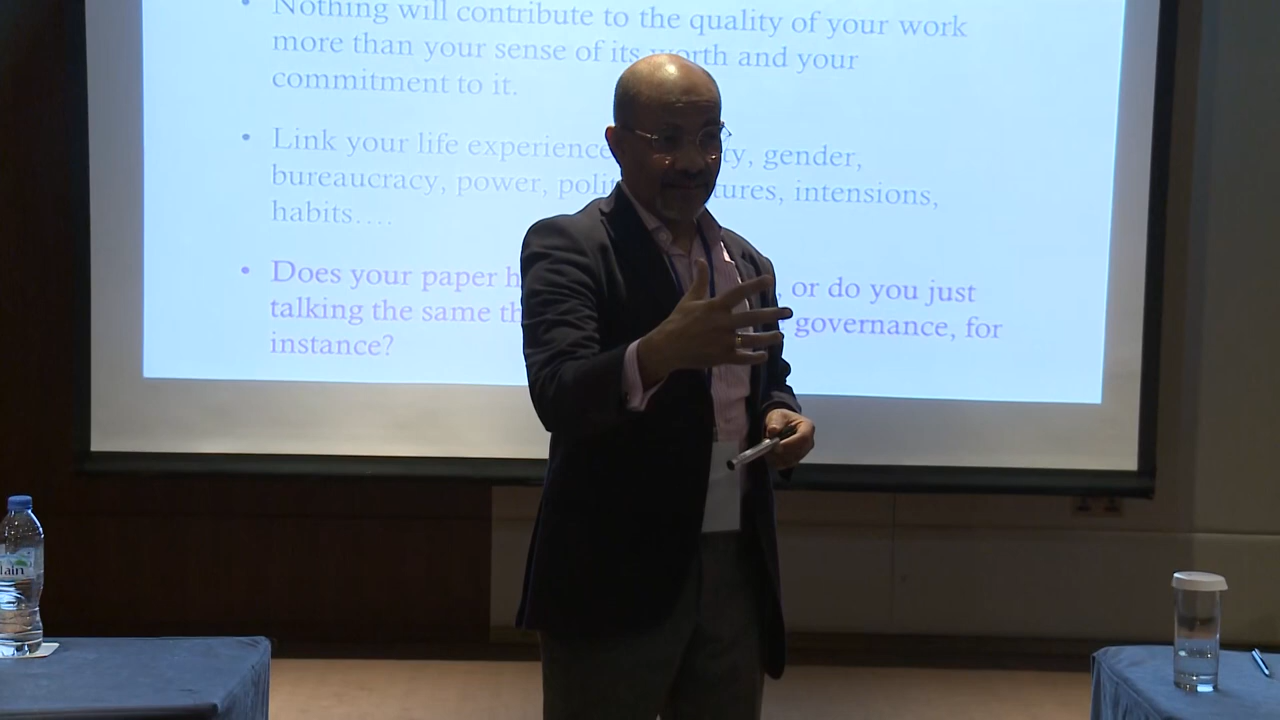 Nothing will contribute to the quality of your work
more than your sense of its worth and your
commitment to it.
Link your life experience ty, gender,
bureaucracy, power, polit tures, intensions,
habits....
Does your paper h , or do you just
talking the same th governance, for
instance?
lain